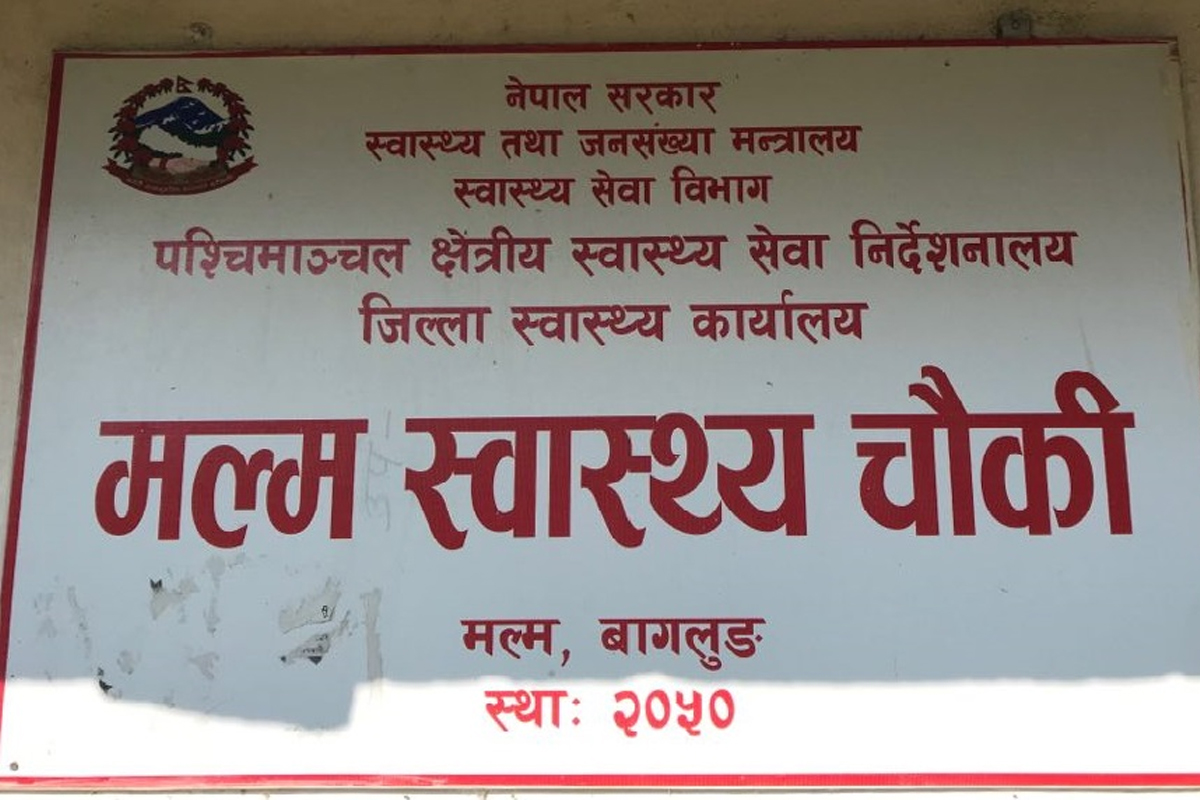 नेपाल सरकार
स्वास्थ्य तथा जनसंख्या मन्त्रालय
स्वास्थ्य सेवा विभाग
पश्चिमाञ्चल क्षेत्रीय स्वास्थ्य सेवा निर्देशनालय
जिल्ला स्वास्थ्य कार्यालय
मल्म स्वास्थ्य चौकी
मल्म, बागलुङ
स्थाः २०५०